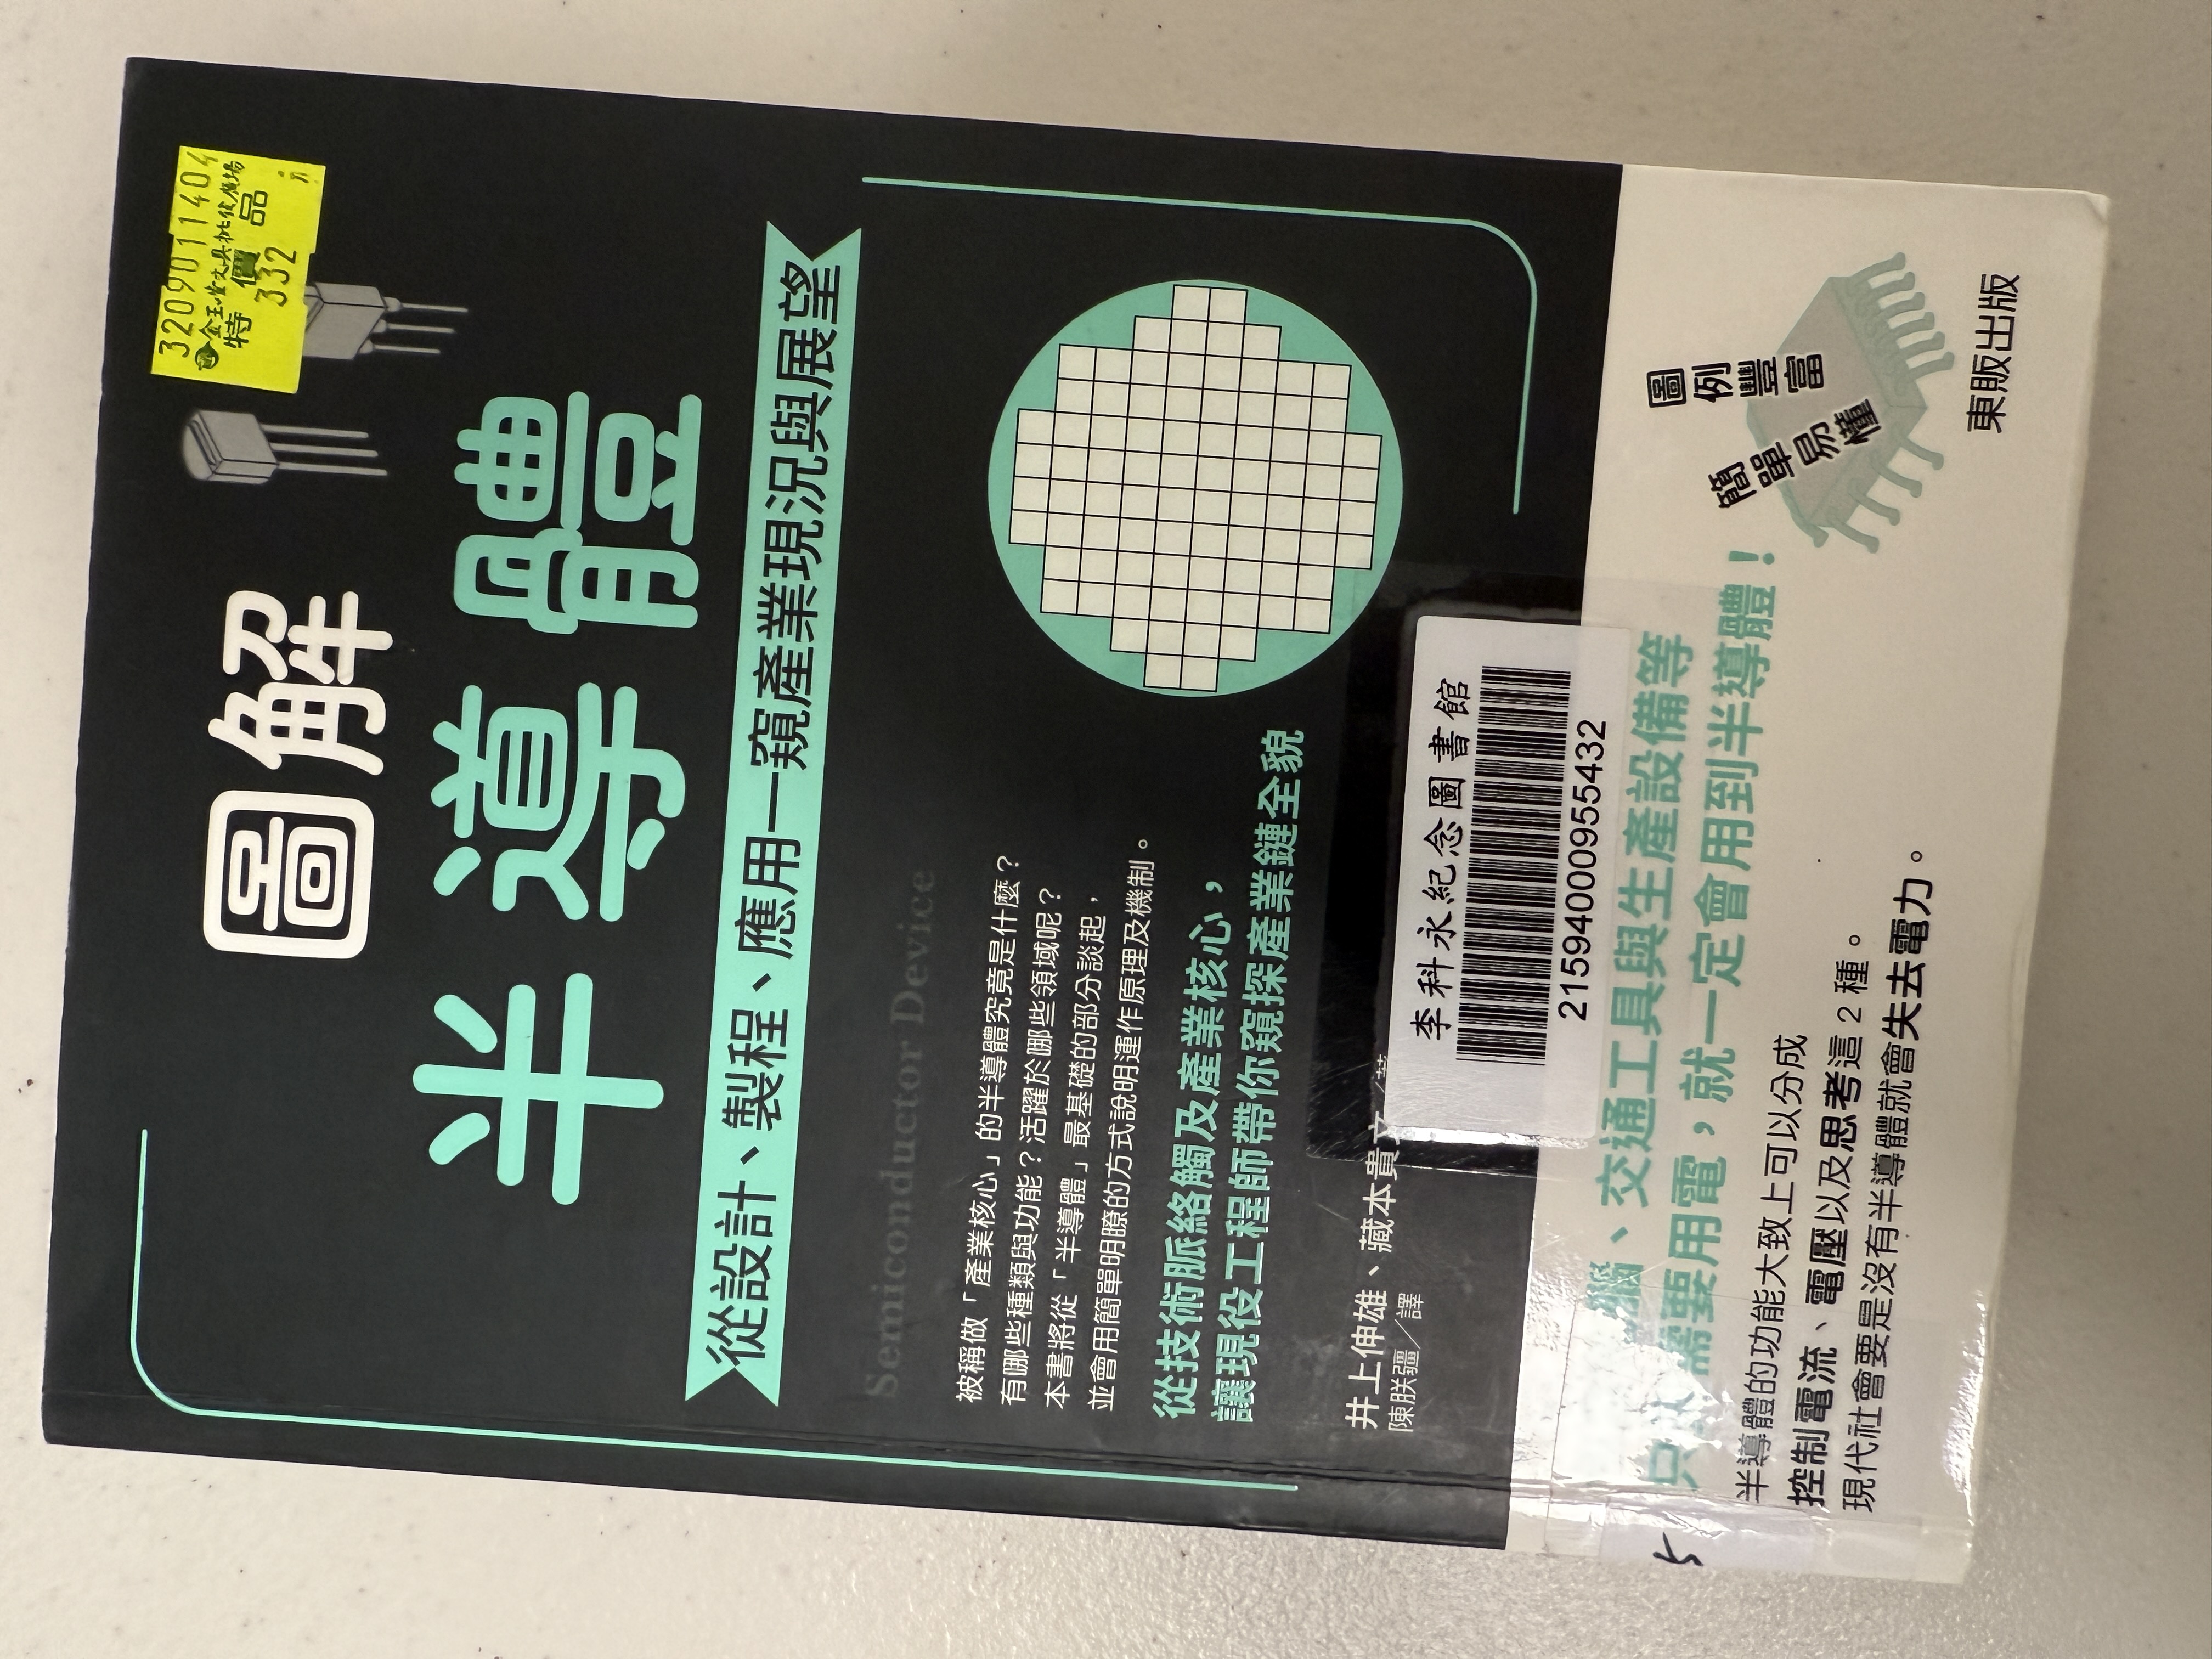 圖解
32090 11404
金玉堂文具批發廣場
特價品
332 元
半導體
從設計、製程、應用一窺產業現況與展望
Semiconductor Device
被稱做「產業核心」的半導體究竟是什麼？
有哪些種類與功能？活躍於哪些領域呢？
本書將從「半導體」最基礎的部分談起，
並會用簡單明瞭的方式說明運作原理及機制。
從技術脈絡觸及產業核心，
讓現役工程師帶你窺探產業鏈全貌
井上伸雄、藏本貴文／著
陳朕疆／譯
李科永紀念圖書館
21594000955432
腦、交通工具與生產設備等
只需要用電，就一定會用到半導體！
5
半導體的功能大致上可以分成
控制電流、電壓以及思考這2種。
現代社會要是沒有半導體就會失去電力。
圖例豐富
簡單易懂
東販出版